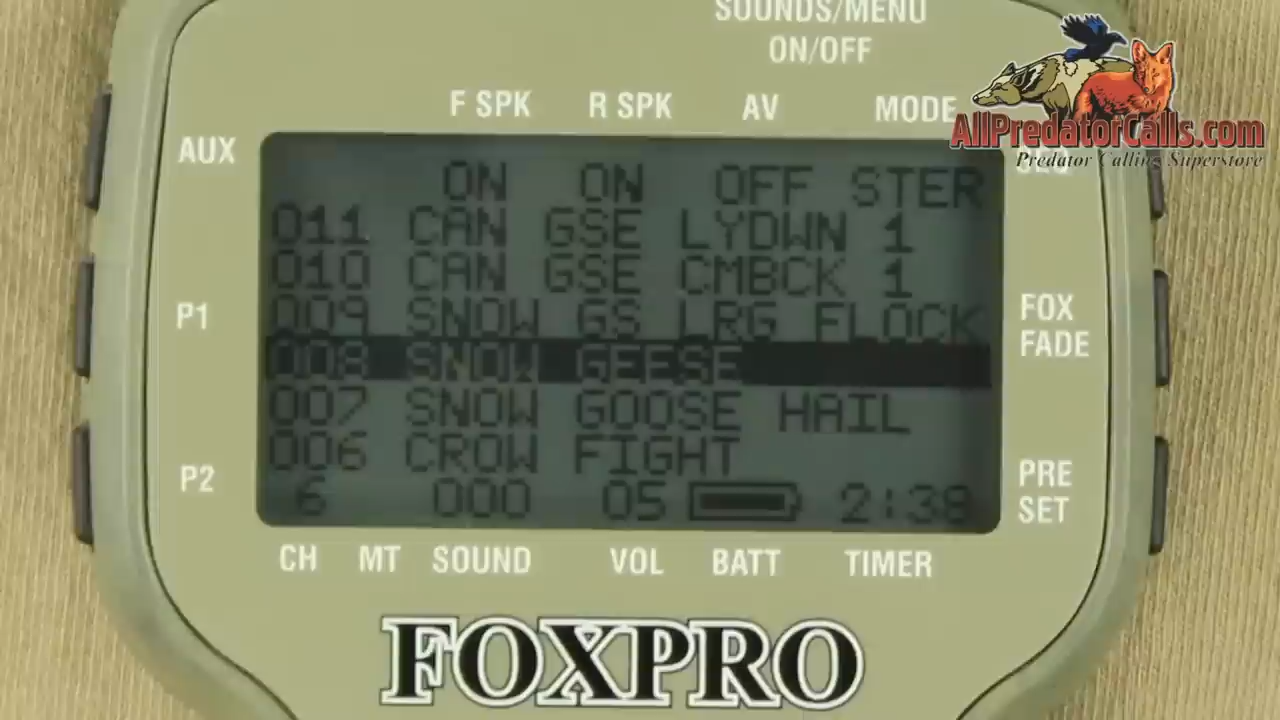 SOUNDS/MENU
ON/OFF
F SPK R SPK AV MODE
AllPredatorCalls.com
Predator Calling Superstore
AUX
ON ON OFF STER
011 CAN GSE LYDWN 1
010 CAN GSE CMBCK 1
009 SNOW GS LRG FLOCK
008 SNOW GEESE
007 SNOW GOOSE HAIL
006 CROW FIGHT
6 000 05 2:38
P1
FOX
FADE
P2
PRE
SET
CH MT SOUND VOL BATT TIMER
FOXPRO